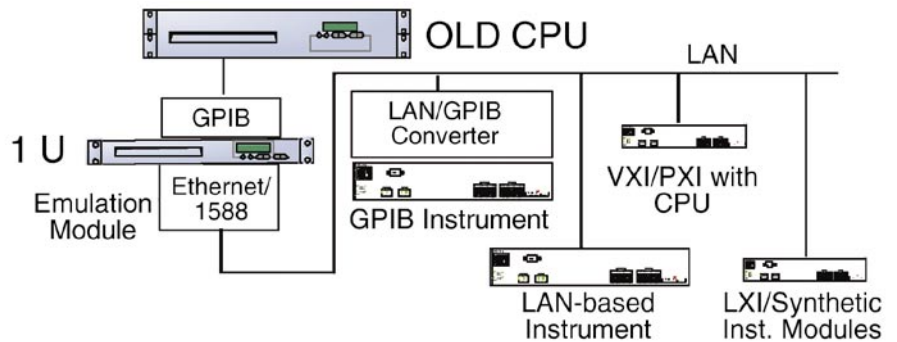 OLD CPU
LAN
GPIB
LAN/GPIB
Converter
1 U
Ethernet/
1588
Emulation
Module
GPIB Instrument
VXI/PXI with
CPU
LAN-based
Instrument
LXI/Synthetic
Inst. Modules